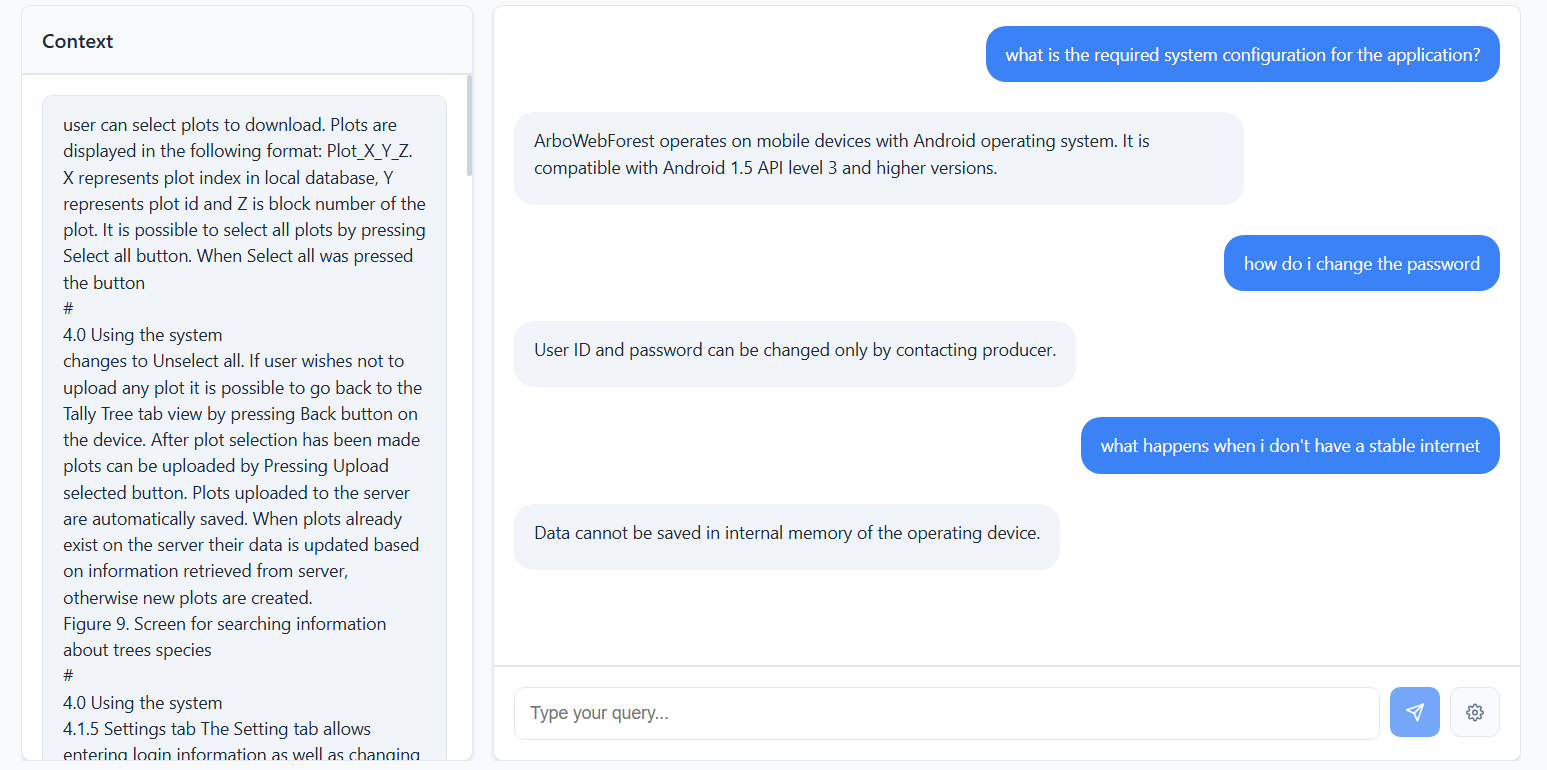 Context
user can select plots to download. Plots are
displayed in the following format: Plot_X_Y_Z.
X represents plot index in local database, Y
represents plot id and Z is block number of the
plot. It is possible to select all plots by pressing
Select all button. When Select all was pressed
the button
#
4.0 Using the system
changes to Unselect all. If user wishes not to
upload any plot it is possible to go back to the
Tally Tree tab view by pressing Back button on
the device. After plot selection has been made
plots can be uploaded by Pressing Upload
selected button. Plots uploaded to the server
are automatically saved. When plots already
exist on the server their data is updated based
on information retrieved from server,
otherwise new plots are created.
Figure 9. Screen for searching information
about trees species
#
4.0 Using the system
4.1.5 Settings tab The Setting tab allows
entering login information as well as changing
what is the required system configuration for the application?
ArboWebForest operates on mobile devices with Android operating system. It is
compatible with Android 1.5 API level 3 and higher versions.
how do i change the password
User ID and password can be changed only by contacting producer.
what happens when i don't have a stable internet
Data cannot be saved in internal memory of the operating device.
Type your query...